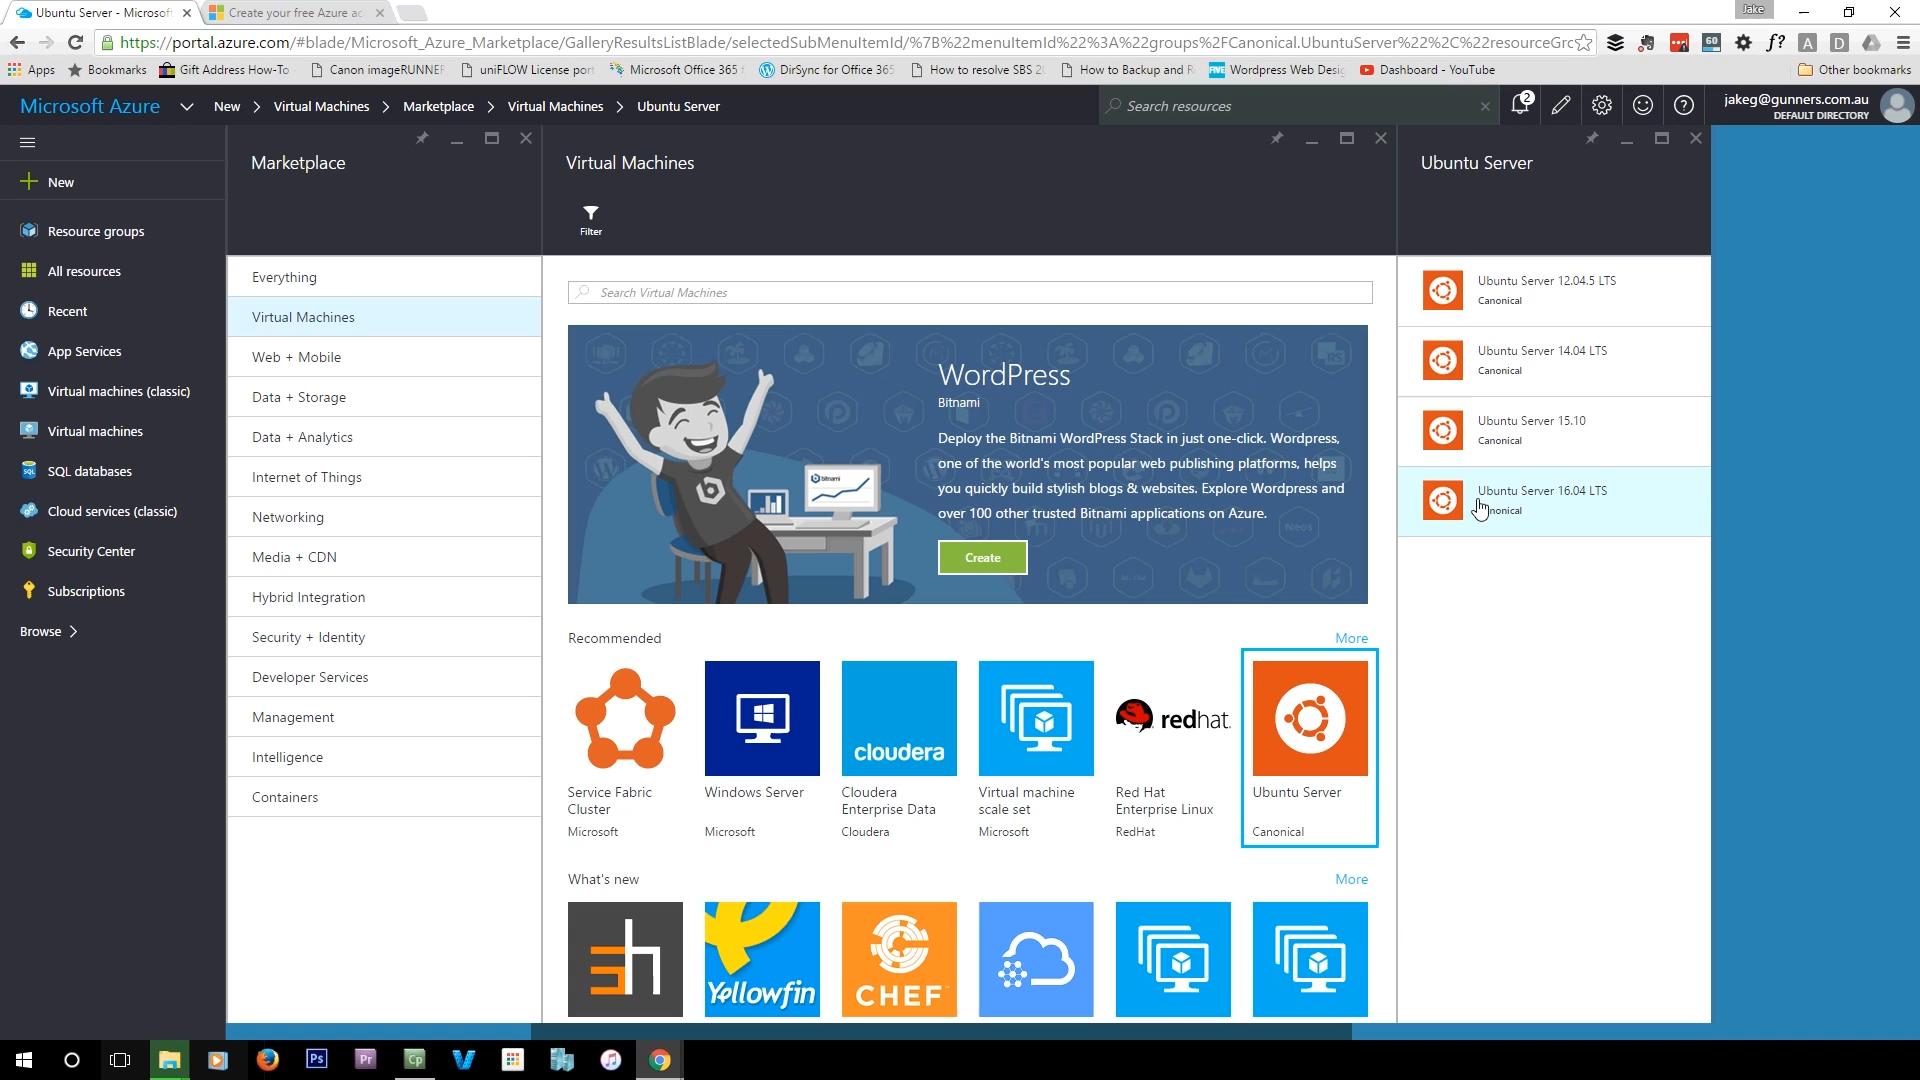 Ubuntu Server - Microsoft
Create your free Azure ac
Jake
https://portal.azure.com/#blade/Microsoft_Azure_Marketplace/GalleryResultsListBlade/selectedSubMenuItemId/%7B%22menuItemId%22%3A%22groups%2FCanonical.UbuntuServer%22%2C%22resourceGrc
Apps
Bookmarks
Gift Address How-To
Canon imageRUNNER
uniFLOW License port
Microsoft Office 365
DirSync for Office 365
How to resolve SBS 20
How to Backup and R
Wordpress Web Desig
Dashboard - YouTube
Other bookmarks
Microsoft Azure
New > Virtual Machines > Marketplace > Virtual Machines > Ubuntu Server
Search resources
2
jakeg@gunners.com.au
DEFAULT DIRECTORY
New
Resource groups
All resources
Recent
App Services
Virtual machines (classic)
Virtual machines
SQL databases
Cloud services (classic)
Security Center
Subscriptions
Browse >
Marketplace
Everything
Virtual Machines
Web + Mobile
Data + Storage
Data + Analytics
Internet of Things
Networking
Media + CDN
Hybrid Integration
Security + Identity
Developer Services
Management
Intelligence
Containers
Virtual Machines
Filter
Search Virtual Machines
WordPress
Bitnami
Deploy the Bitnami WordPress Stack in just one-click. Wordpress,
one of the world's most popular web publishing platforms, helps
you quickly build stylish blogs & websites. Explore Wordpress and
over 100 other trusted Bitnami applications on Azure.
Create
bitnami
Recommended
More
cloudera
redhat.
Service Fabric
Cluster
Microsoft
Windows Server
Microsoft
Cloudera
Enterprise Data
Cloudera
Virtual machine
scale set
Microsoft
Red Hat
Enterprise Linux
RedHat
Ubuntu Server
Canonical
What's new
More
Yellowfin
CHEF
Ubuntu Server
Ubuntu Server 12.04.5 LTS
Canonical
Ubuntu Server 14.04 LTS
Canonical
Ubuntu Server 15.10
Canonical
Ubuntu Server 16.04 LTS
nonical
Ps
Pr
Cp